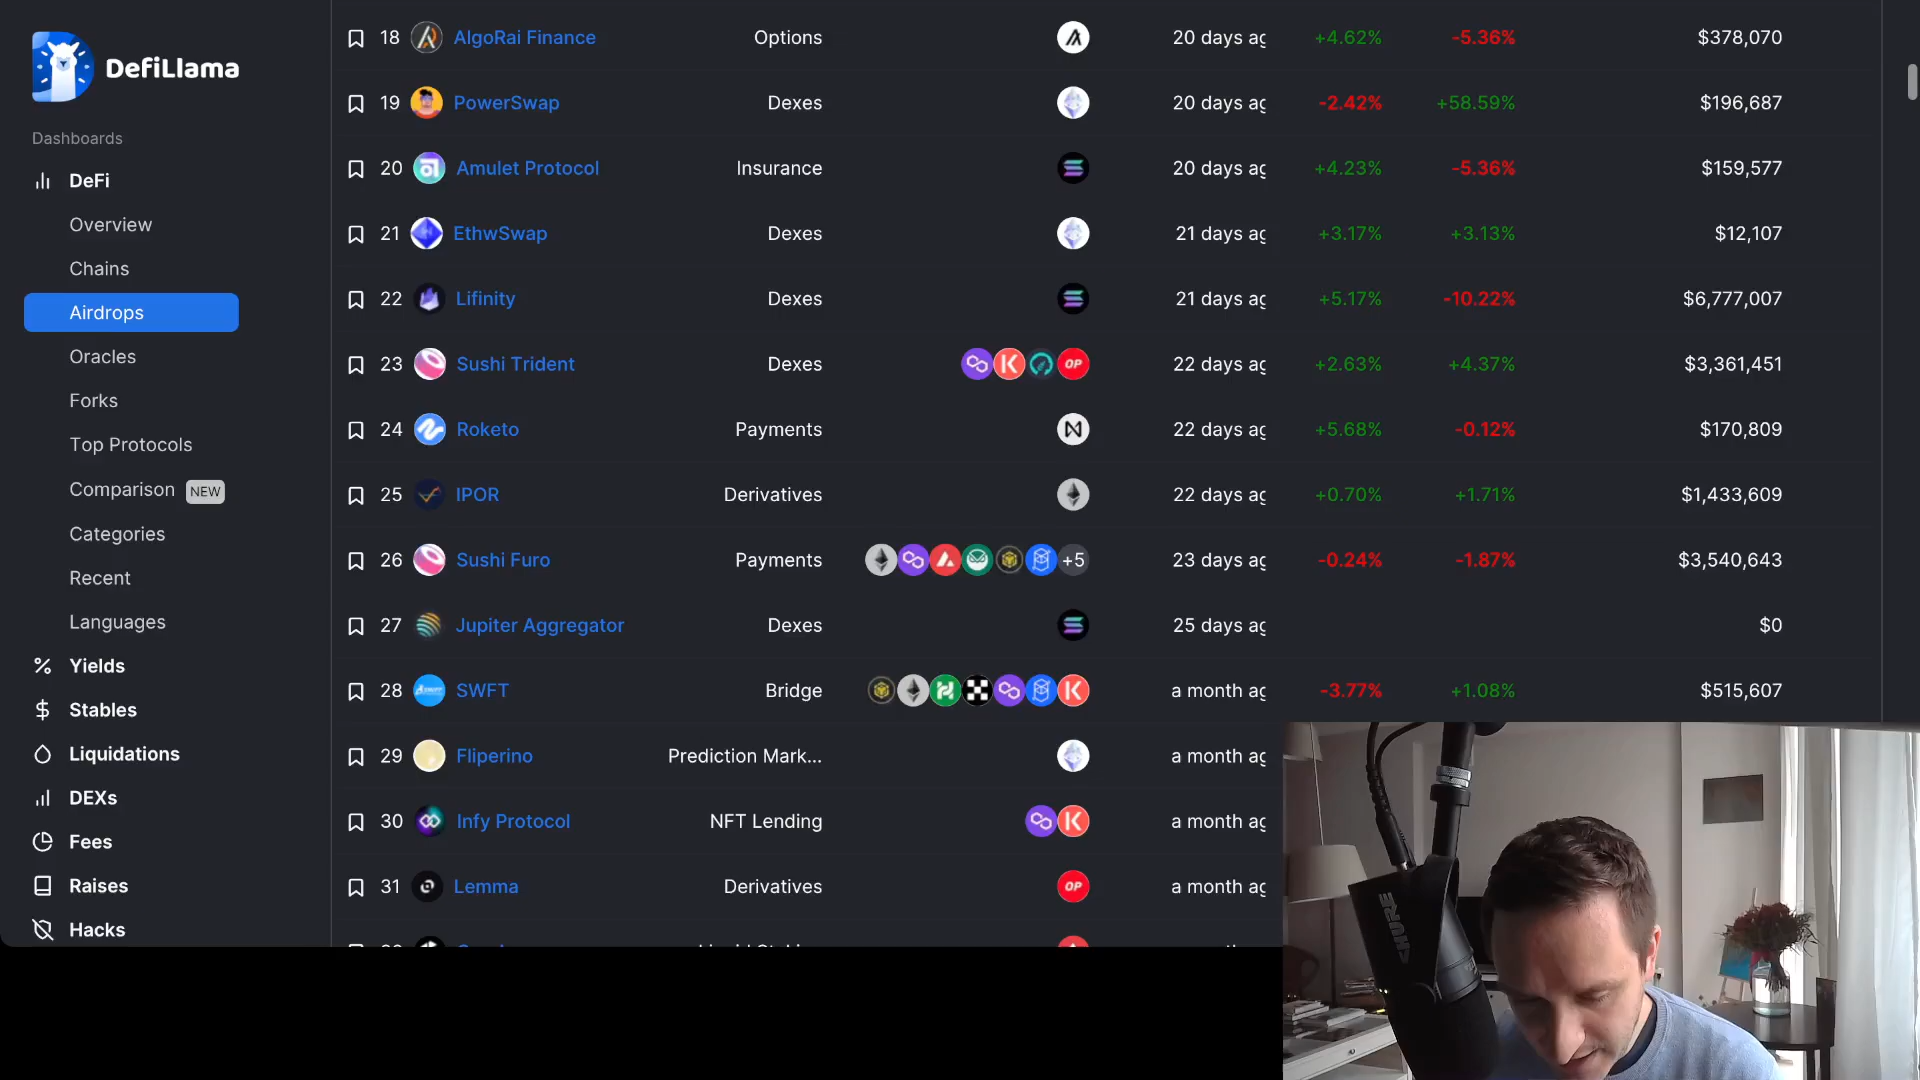 DefiLlama
Dashboards
DeFi
Overview
Chains
Airdrops
Oracles
Forks
Top Protocols
Comparison NEW
Categories
Recent
Languages
Yields
Stables
Liquidations
DEXs
Fees
Raises
Hacks
18 AlgoRai Finance Options 20 days ag +4.62% -5.36% $378,070
19 PowerSwap Dexes 20 days ag -2.42% +58.59% $196,687
20 Amulet Protocol Insurance 20 days ag +4.23% -5.36% $159,577
21 EthwSwap Dexes 21 days ag +3.17% +3.13% $12,107
22 Lifinity Dexes 21 days ag +5.17% -10.22% $6,777,007
23 Sushi Trident Dexes OP 22 days ag +2.63% +4.37% $3,361,451
24 Roketo Payments 22 days ag +5.68% -0.12% $170,809
25 IPOR Derivatives 22 days ag +0.70% +1.71% $1,433,609
26 Sushi Furo Payments +5 23 days ag -0.24% -1.87% $3,540,643
27 Jupiter Aggregator Dexes 25 days ag $0
28 SWFT Bridge a month ag -3.77% +1.08% $515,607
29 Fliperino Prediction Mark... a month ag
30 Infy Protocol NFT Lending a month ag
31 Lemma Derivatives OP a month ag
SHURE